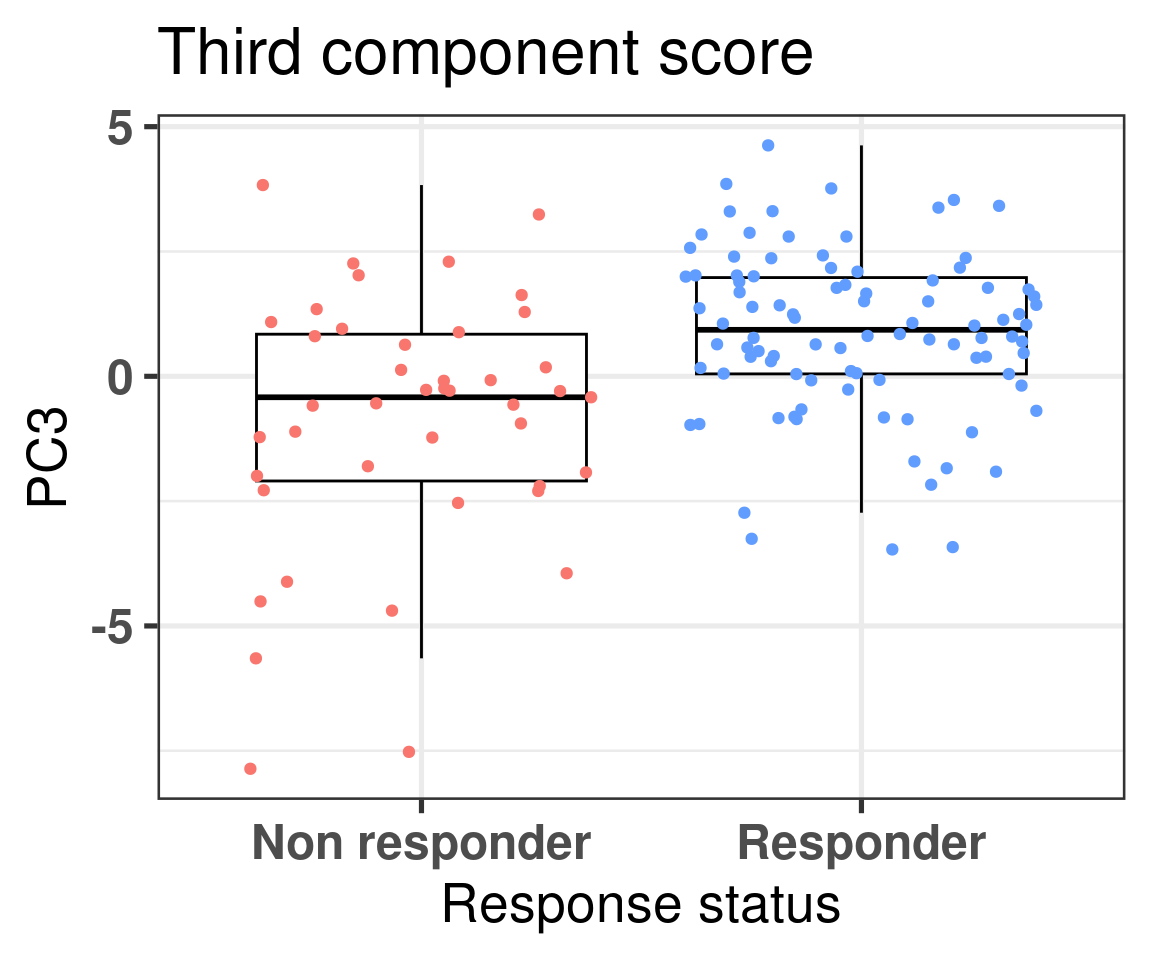 Third component score
PC3
5
0
-5
Non responder
Responder
Response status